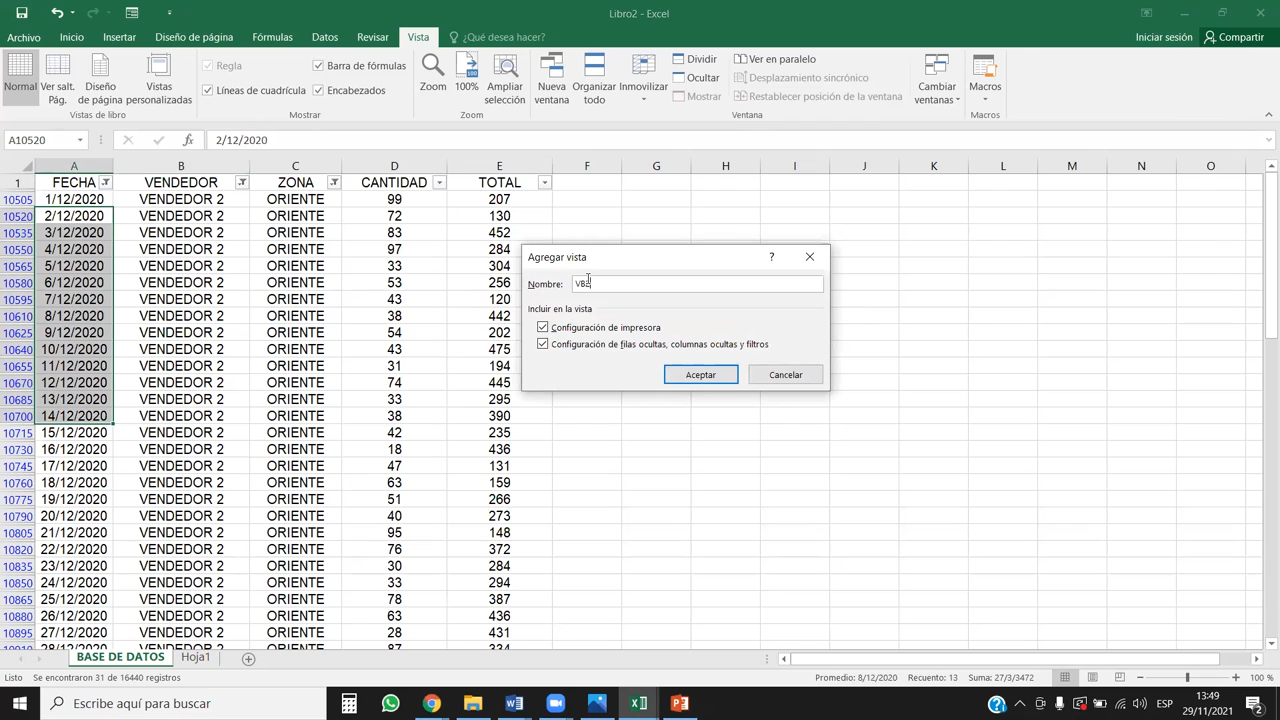 Libro2 - Excel
Archivo Inicio Insertar Diseño de página Fórmulas Datos Revisar Vista ¿Qué desea hacer? Iniciar sesión Compartir
Normal
Ver salt. Pág.
Diseño de página
Vistas personalizadas
Vistas de libro
Regla
Barra de fórmulas
Líneas de cuadrícula
Encabezados
Mostrar
Zoom
100%
Ampliar selección
Zoom
Nueva ventana
Organizar todo
Inmovilizar
Dividir
Ocultar
Mostrar
Ver en paralelo
Desplazamiento sincrónico
Restablecer posición de la ventana
Cambiar ventanas
Ventana
Macros
Macros
A10520 fx 2/12/2020
A B C D E F G H I J K L M N O
1 FECHA VENDEDOR ZONA CANTIDAD TOTAL
10505 1/12/2020 VENDEDOR 2 ORIENTE 99 207
10520 2/12/2020 VENDEDOR 2 ORIENTE 72 130
10535 3/12/2020 VENDEDOR 2 ORIENTE 83 452
10550 4/12/2020 VENDEDOR 2 ORIENTE 97 284
10565 5/12/2020 VENDEDOR 2 ORIENTE 33 304
10580 6/12/2020 VENDEDOR 2 ORIENTE 53 256
10595 7/12/2020 VENDEDOR 2 ORIENTE 43 120
10610 8/12/2020 VENDEDOR 2 ORIENTE 38 442
10625 9/12/2020 VENDEDOR 2 ORIENTE 54 202
10640 10/12/2020 VENDEDOR 2 ORIENTE 43 475
10655 11/12/2020 VENDEDOR 2 ORIENTE 31 194
10670 12/12/2020 VENDEDOR 2 ORIENTE 74 445
10685 13/12/2020 VENDEDOR 2 ORIENTE 33 295
10700 14/12/2020 VENDEDOR 2 ORIENTE 38 390
10715 15/12/2020 VENDEDOR 2 ORIENTE 42 235
10730 16/12/2020 VENDEDOR 2 ORIENTE 18 436
10745 17/12/2020 VENDEDOR 2 ORIENTE 47 131
10760 18/12/2020 VENDEDOR 2 ORIENTE 63 159
10775 19/12/2020 VENDEDOR 2 ORIENTE 51 266
10790 20/12/2020 VENDEDOR 2 ORIENTE 40 273
10805 21/12/2020 VENDEDOR 2 ORIENTE 95 148
10820 22/12/2020 VENDEDOR 2 ORIENTE 76 372
10835 23/12/2020 VENDEDOR 2 ORIENTE 30 284
10850 24/12/2020 VENDEDOR 2 ORIENTE 33 294
10865 25/12/2020 VENDEDOR 2 ORIENTE 78 387
10880 26/12/2020 VENDEDOR 2 ORIENTE 63 436
10895 27/12/2020 VENDEDOR 2 ORIENTE 28 431
10910 28/12/2020 VENDEDOR 2 ORIENTE 87 334
Agregar vista
?
Nombre:
Incluir en la vista
Configuración de impresora
Configuración de filas ocultas, columnas ocultas y filtros
Aceptar Cancelar
BASE DE DATOS Hoja1
Listo Se encontraron 31 de 16440 registros Promedio: 8/12/2020 Recuento: 13 Suma: 27/3/3472 100 %
Escribe aquí para buscar
ESP
13:49
29/11/2021
2